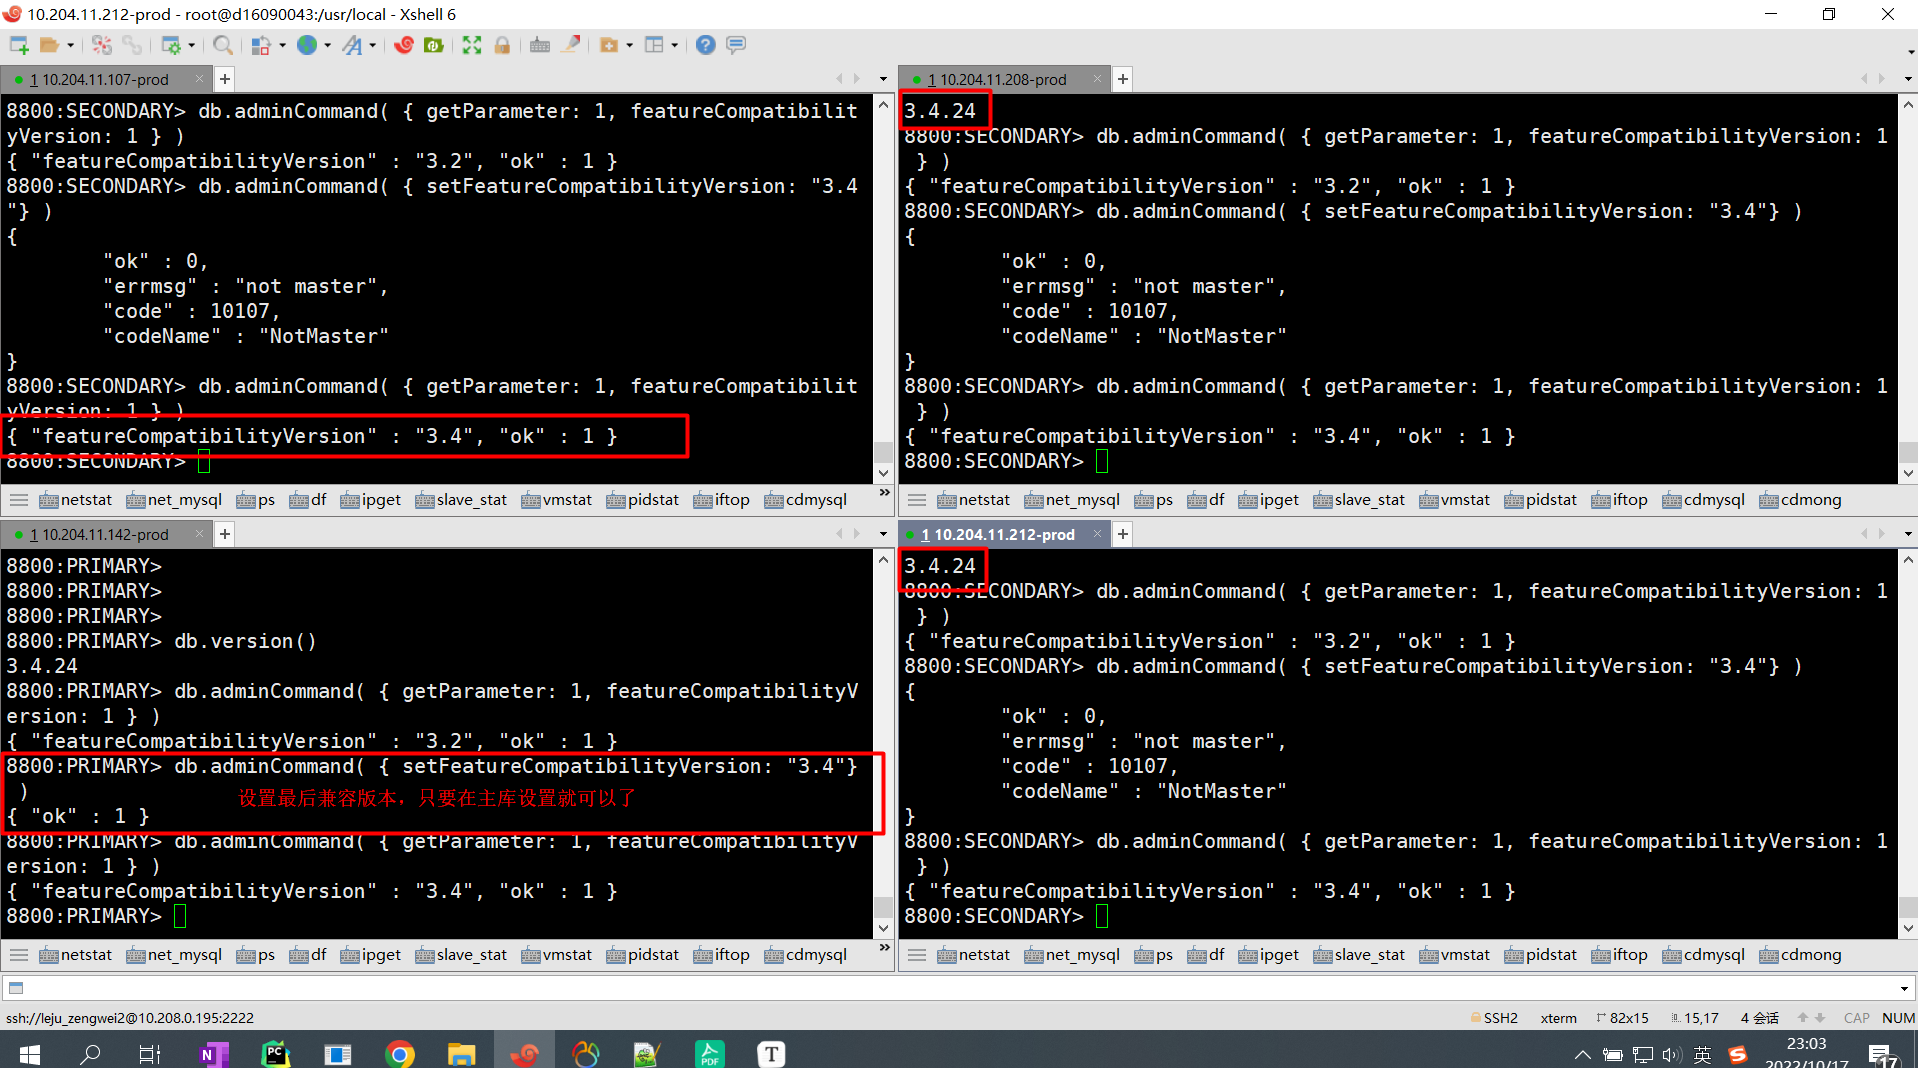 10.204.11.212-prod - root@d16090043:/usr/local - Xshell 6
1 10.204.11.107-prod
8800:SECONDARY> db.adminCommand( { getParameter: 1, featureCompatibilit
yVersion: 1 } )
{ "featureCompatibilityVersion" : "3.2", "ok" : 1 }
8800:SECONDARY> db.adminCommand( { setFeatureCompatibilityVersion: "3.4
"} )
{
"ok" : 0,
"errmsg" : "not master",
"code" : 10107,
"codeName" : "NotMaster"
}
8800:SECONDARY> db.adminCommand( { getParameter: 1, featureCompatibilit
yVersion: 1 } )
{ "featureCompatibilityVersion" : "3.4", "ok" : 1 }
8800:SECONDARY>
netstat net_mysql ps df ipget slave_stat vmstat pidstat iftop cdmysql
1 10.204.11.208-prod
3.4.24
8800:SECONDARY> db.adminCommand( { getParameter: 1, featureCompatibilityVersion: 1
} )
{ "featureCompatibilityVersion" : "3.2", "ok" : 1 }
8800:SECONDARY> db.adminCommand( { setFeatureCompatibilityVersion: "3.4"} )
{
"ok" : 0,
"errmsg" : "not master",
"code" : 10107,
"codeName" : "NotMaster"
}
8800:SECONDARY> db.adminCommand( { getParameter: 1, featureCompatibilityVersion: 1
} )
{ "featureCompatibilityVersion" : "3.4", "ok" : 1 }
8800:SECONDARY>
netstat net_mysql ps df ipget slave_stat vmstat pidstat iftop cdmysql cdmong
1 10.204.11.142-prod
8800:PRIMARY>
8800:PRIMARY>
8800:PRIMARY>
8800:PRIMARY> db.version()
3.4.24
8800:PRIMARY> db.adminCommand( { getParameter: 1, featureCompatibilityV
ersion: 1 } )
{ "featureCompatibilityVersion" : "3.2", "ok" : 1 }
8800:PRIMARY> db.adminCommand( { setFeatureCompatibilityVersion: "3.4"}
)
设置最后兼容版本，只要在主库设置就可以了
{ "ok" : 1 }
8800:PRIMARY> db.adminCommand( { getParameter: 1, featureCompatibilityV
ersion: 1 } )
{ "featureCompatibilityVersion" : "3.4", "ok" : 1 }
8800:PRIMARY>
netstat net_mysql ps df ipget slave_stat vmstat pidstat iftop cdmysql
1 10.204.11.212-prod
3.4.24
8800:SECONDARY> db.adminCommand( { getParameter: 1, featureCompatibilityVersion: 1
} )
{ "featureCompatibilityVersion" : "3.2", "ok" : 1 }
8800:SECONDARY> db.adminCommand( { setFeatureCompatibilityVersion: "3.4"} )
{
"ok" : 0,
"errmsg" : "not master",
"code" : 10107,
"codeName" : "NotMaster"
}
8800:SECONDARY> db.adminCommand( { getParameter: 1, featureCompatibilityVersion: 1
} )
{ "featureCompatibilityVersion" : "3.4", "ok" : 1 }
8800:SECONDARY>
netstat net_mysql ps df ipget slave_stat vmstat pidstat iftop cdmysql cdmong
ssh://leju_zengwei2@10.208.0.195:2222 SSH2 xterm 82x15 15,17 4 会话 CAP NUM
N PC PDF T 英 S 23:03
2022/10/17 17